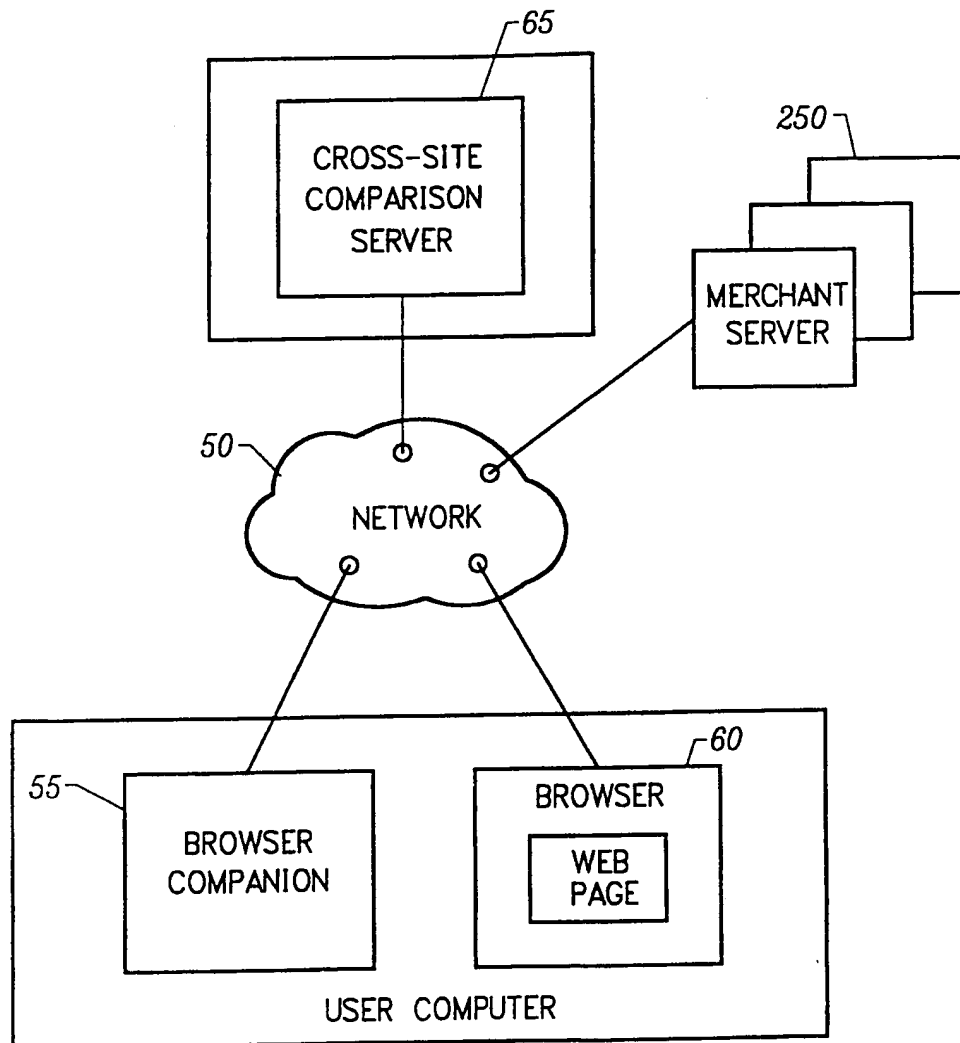 65
CROSS-SITE
COMPARISON
SERVER
250
MERCHANT
SERVER
50
NETWORK
60
55
BROWSER
COMPANION
BROWSER
WEB
PAGE
USER COMPUTER